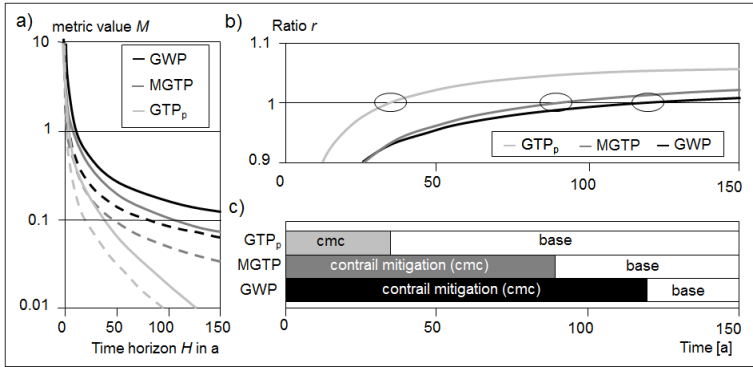 a)
metric value M
10
1
0.1
0.01
GWP
MGTP
GTPp
0 50 100 150
Time horizon H in a
b)
Ratio r
1.1
1
0.9
GTPp MGTP GWP
0 50 100 150
c)
GTPp cmc base
MGTP contrail mitigation (cmc) base
GWP contrail mitigation (cmc) base
0 50 100 150
Time [a]